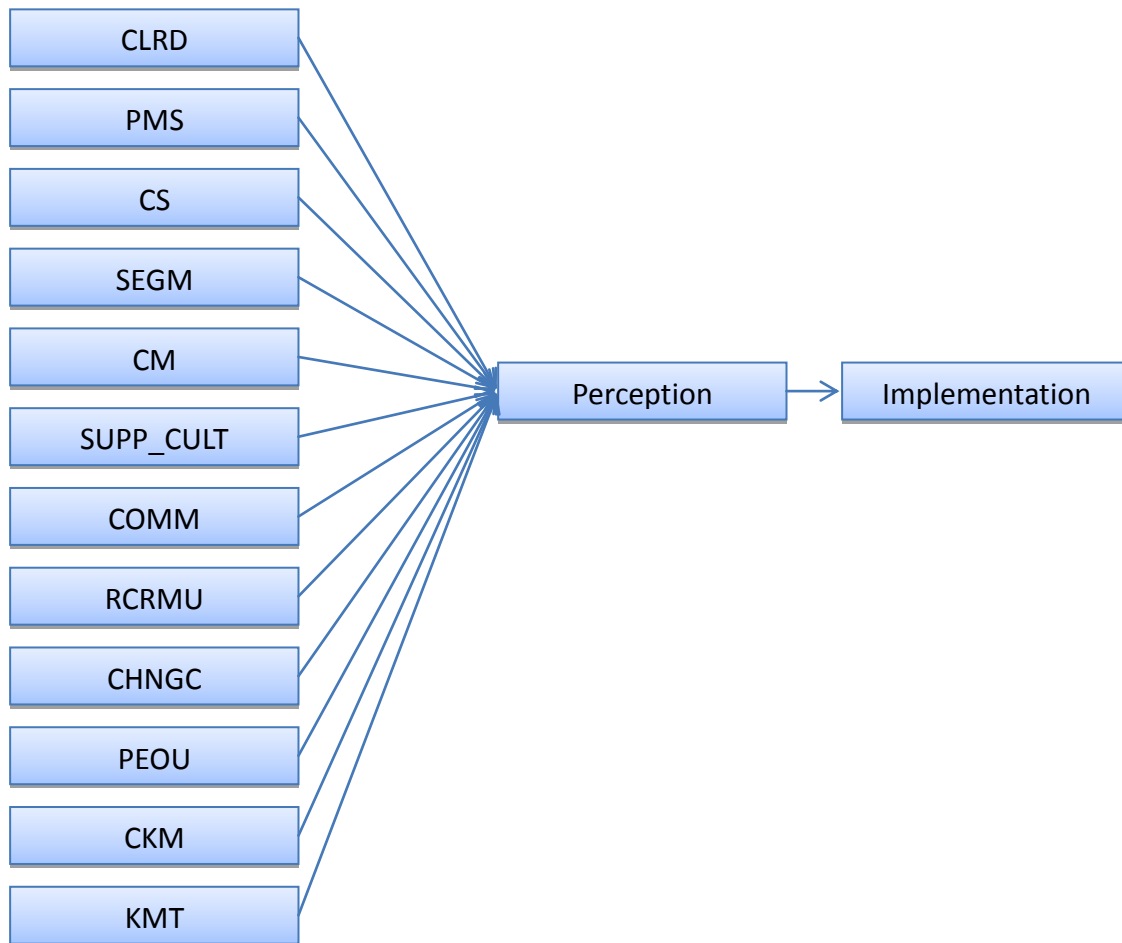 CLRD
PMS
CS
SEGM
CM
SUPP_CULT
COMM
RCRMU
CHNGC
PEOU
CKM
KMT
Perception
Implementation